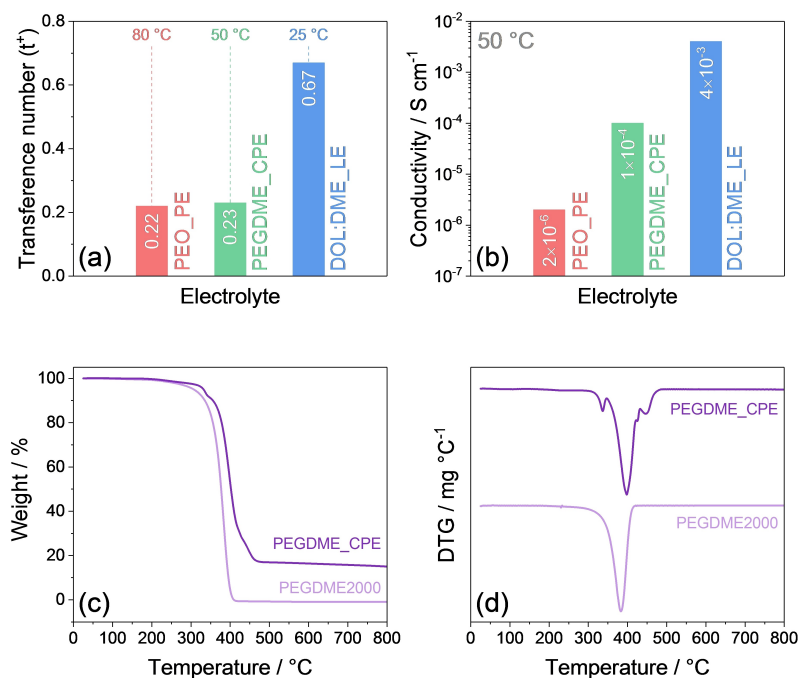 0.8
0.6
0.4
0.2
0.0
Transference number (t⁺)
80 °C
50 °C
25 °C
0.22
PEO_PE
0.23
PEGDME_CPE
0.67
DOL:DME_LE
(a)
Electrolyte
10⁻¹
10⁻²
10⁻³
10⁻⁴
10⁻⁵
10⁻⁶
10⁻⁷
Conductivity / S cm⁻¹
50 °C
2×10⁻⁶
PEO_PE
1×10⁻⁴
PEGDME_CPE
4×10⁻³
DOL:DME_LE
(b)
Electrolyte
100
80
60
40
20
0
Weight / %
PEGDME_CPE
PEGDME2000
(c)
0 100 200 300 400 500 600 700 800
Temperature / °C
DTG / mg °C⁻¹
PEGDME_CPE
PEGDME2000
(d)
0 100 200 300 400 500 600 700 800
Temperature / °C